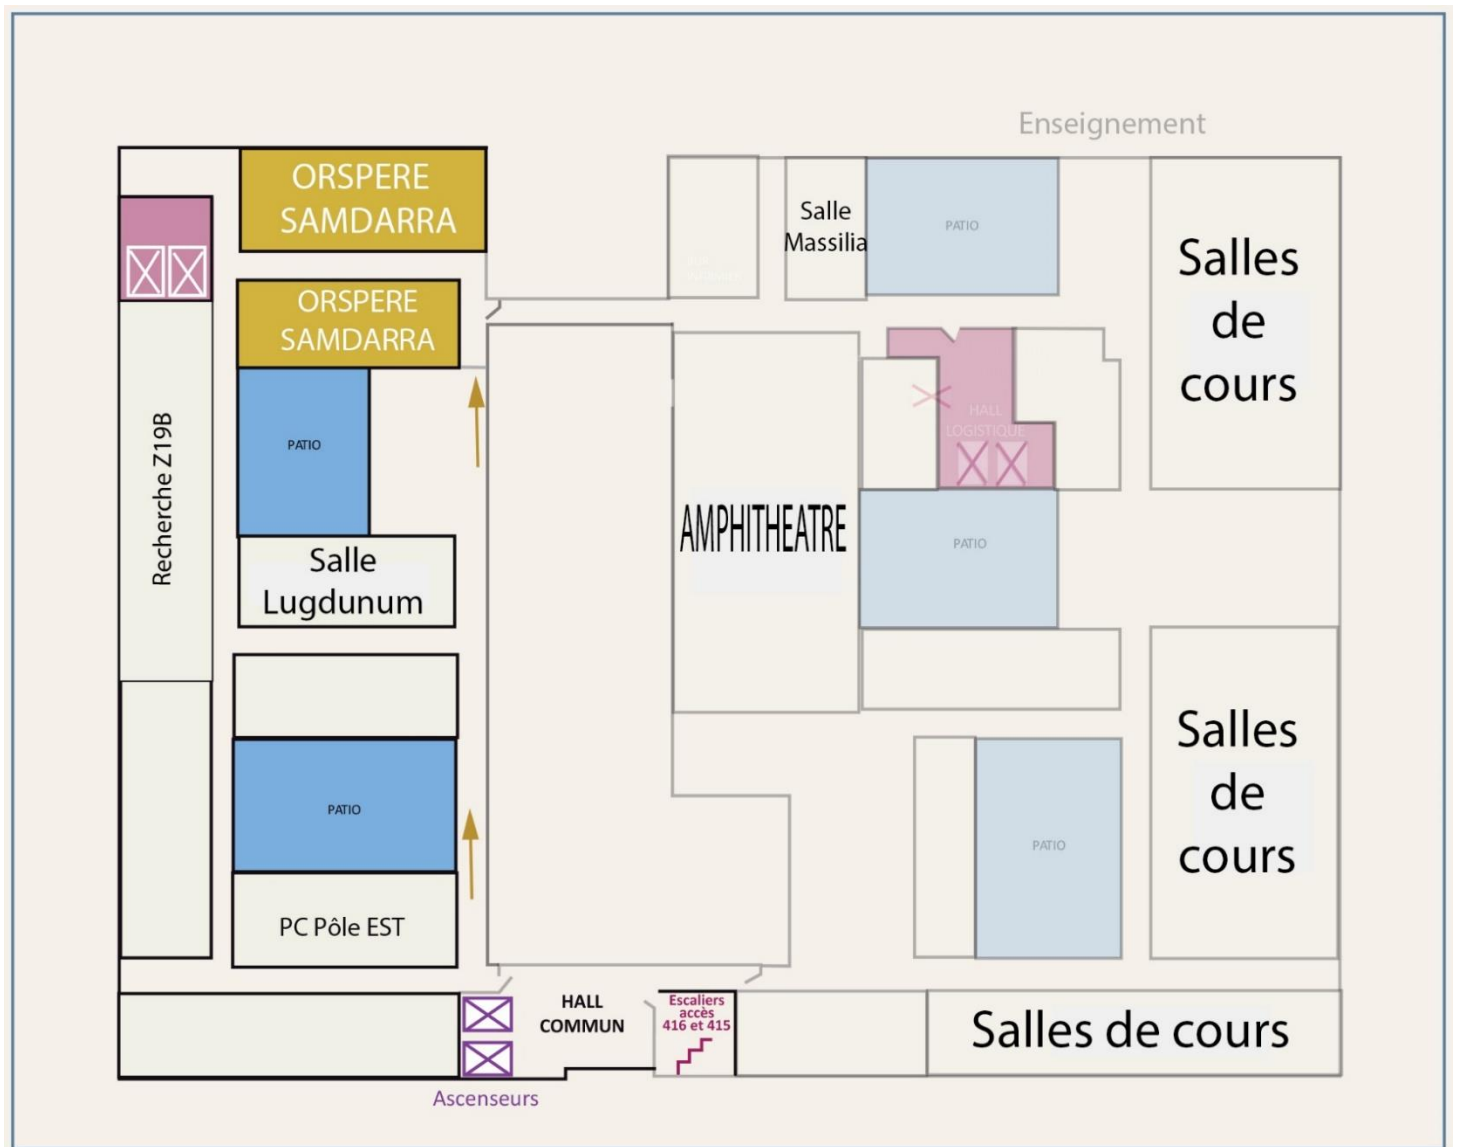 Enseignement
ORSPERE
SAMDARRA
Salle
Massilia
PATIO
Salles
de
cours
ORSPERE
SAMDARRA
HALL
LOGISTIQUE
Recherche Z19B
PATIO
AMPHITHEATRE
PATIO
Salle
Lugdunum
Salles
de
cours
PATIO
PATIO
PC Pôle EST
HALL
COMMUN
Escaliers
accès
416 et 415
Salles de cours
Ascenseurs